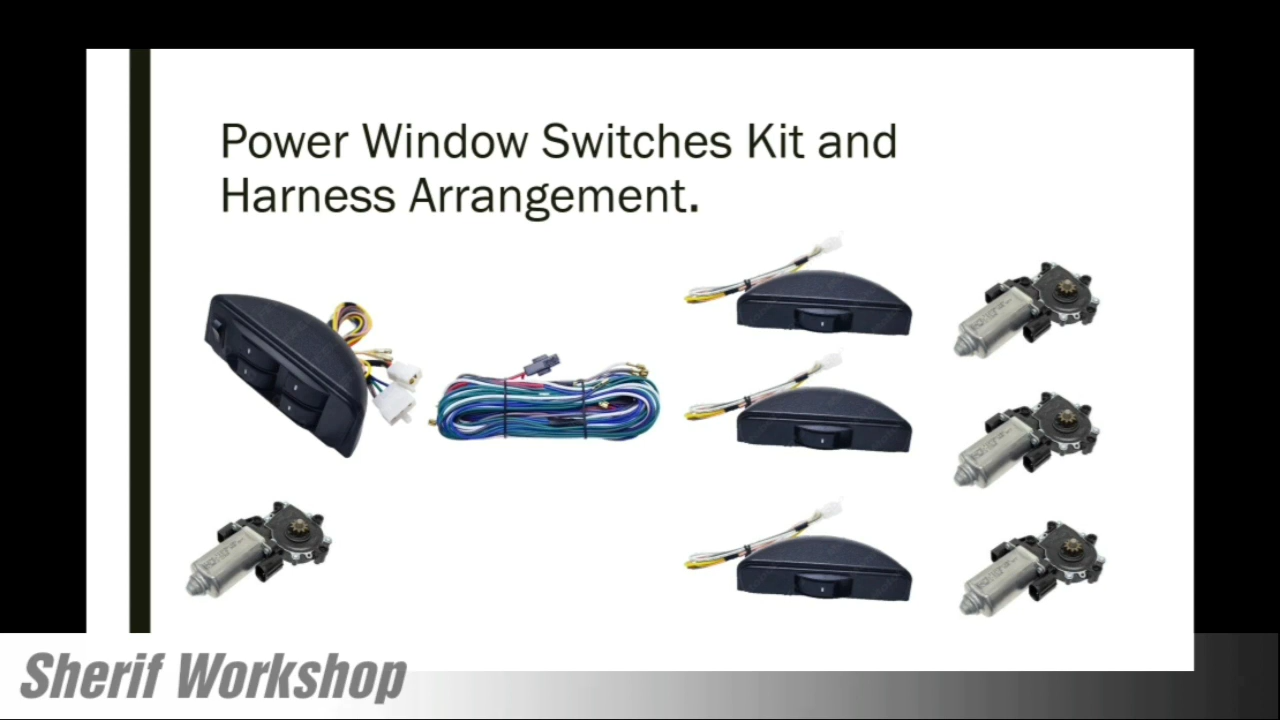 Power Window Switches Kit and
Harness Arrangement.
Sherif Workshop